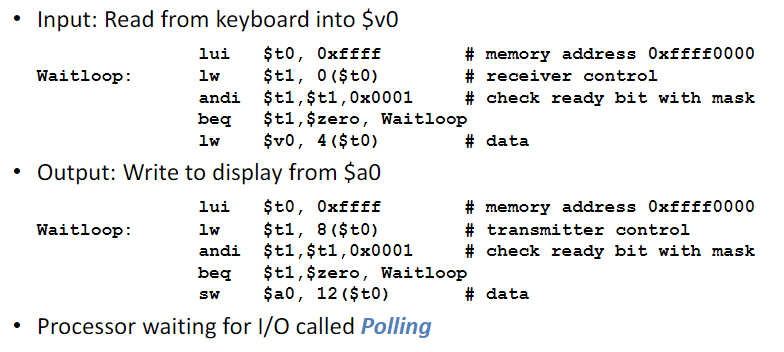 • Input: Read from keyboard into $v0
lui $t0, 0xffff # memory address 0xffff0000
Waitloop: lw $t1, 0($t0) # receiver control
andi $t1,$t1,0x0001 # check ready bit with mask
beq $t1,$zero, Waitloop
lw $v0, 4($t0) # data
• Output: Write to display from $a0
lui $t0, 0xffff # memory address 0xffff0000
Waitloop: lw $t1, 8($t0) # transmitter control
andi $t1,$t1,0x0001 # check ready bit with mask
beq $t1,$zero, Waitloop
sw $a0, 12($t0) # data
• Processor waiting for I/O called Polling